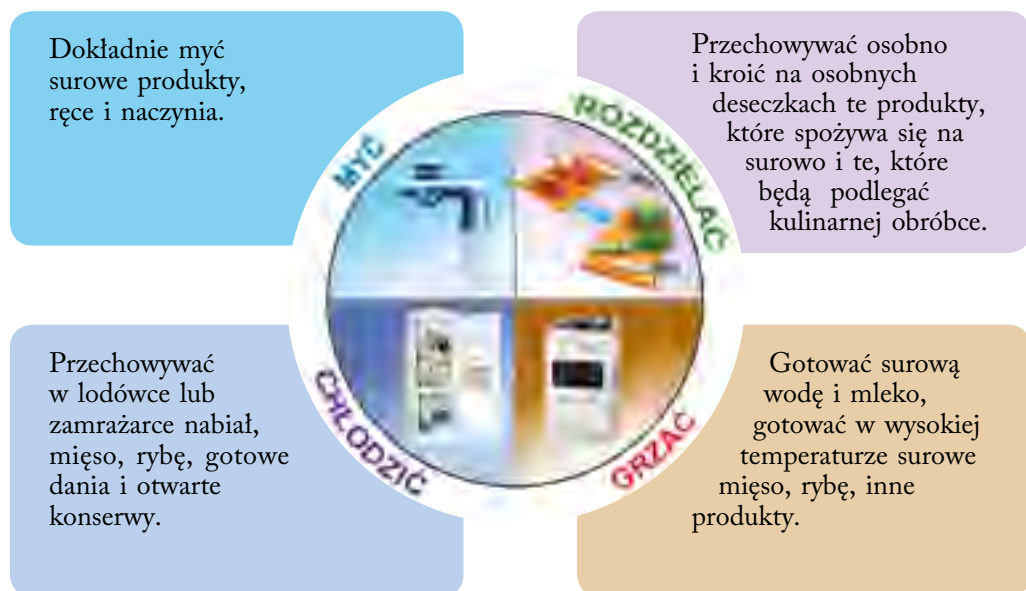 Dokładnie myć
surowe produkty,
ręce i naczynia.
Przechowywać osobno
i kroić na osobnych
deseczkach te produkty,
które spożywa się na
surowo i te, które
będą podlegać
kulinarnej obróbce.
MYĆ
ROZDZIELAĆ
CHŁODZIĆ
GRZAĆ
Przechowywać
w lodówce lub
zamrażarce nabiał,
mięso, rybę, gotowe
dania i otwarte
konserwy.
Gotować surową
wodę i mleko,
gotować w wysokiej
temperaturze surowe
mięso, rybę, inne
produkty.